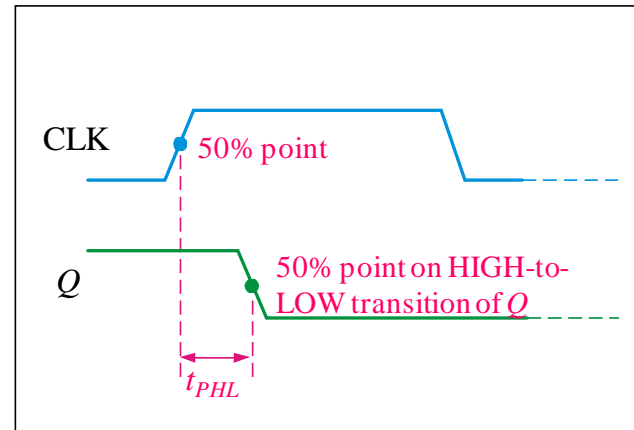 CLK
50% point
Q
50% point on HIGH-to-
LOW transition of Q
tPHL